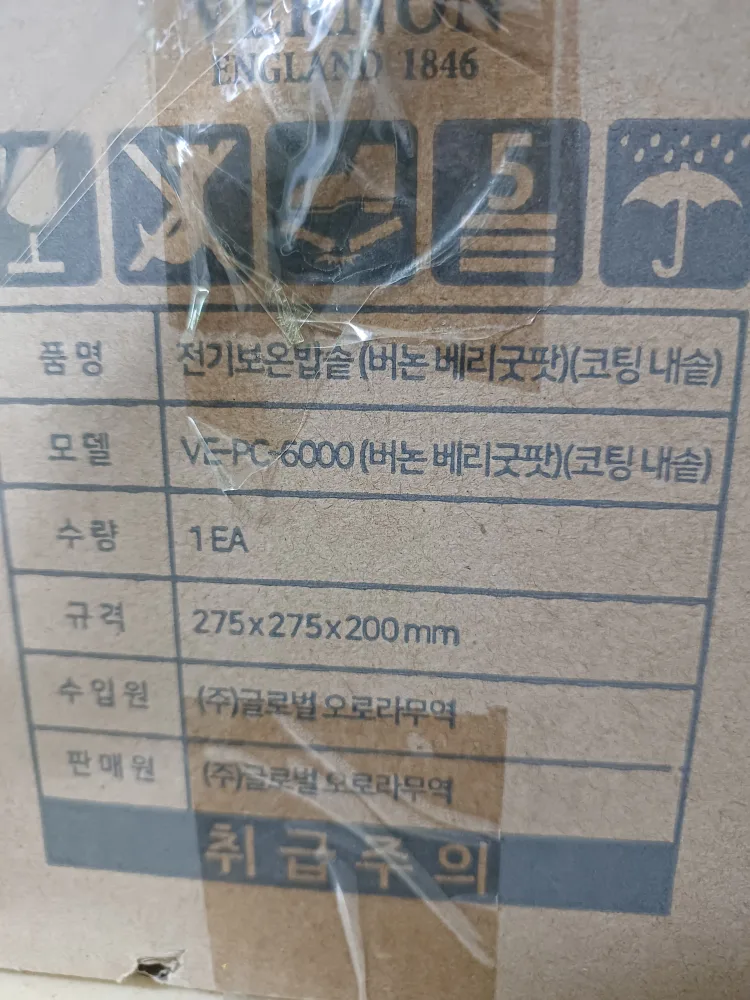 VERNON
ENGLAND 1846
5
품명 전기보온밥솥 (버논 베리굿팟)(코팅 내솥)
모델 VE-PC-6000 (버논 베리굿팟)(코팅 내솥)
수량 1 EA
규격 275x275x200mm
수입원 (주)글로벌 오로라무역
판매원 (주)글로벌 오로라무역
취급주의